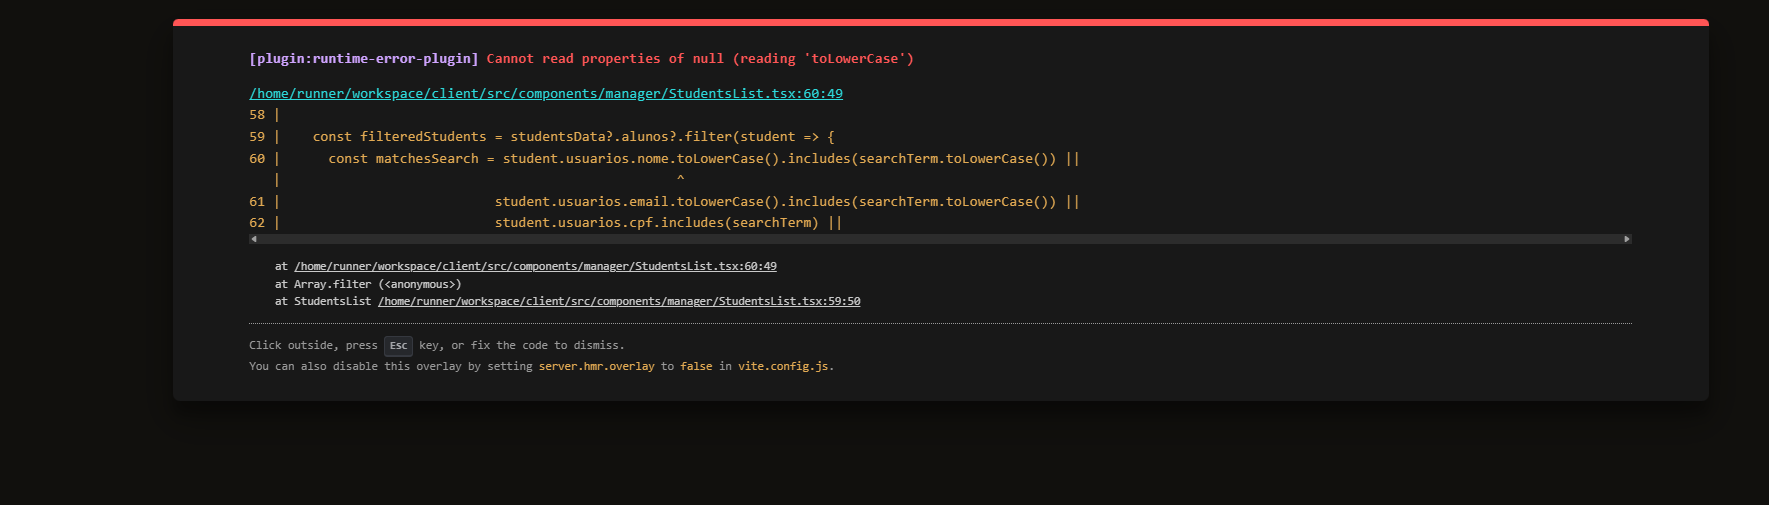 [plugin:runtime-error-plugin] Cannot read properties of null (reading 'toLowerCase')
/home/runner/workspace/client/src/components/manager/StudentsList.tsx:60:49
58 |
59 |    const filteredStudents = studentsData?.alunos?.filter(student => {
60 |      const matchesSearch = student.usuarios.nome.toLowerCase().includes(searchTerm.toLowerCase()) ||
   |                                                   ^
61 |                           student.usuarios.email.toLowerCase().includes(searchTerm.toLowerCase()) ||
62 |                           student.usuarios.cpf.includes(searchTerm) ||
at /home/runner/workspace/client/src/components/manager/StudentsList.tsx:60:49
at Array.filter (<anonymous>)
at StudentsList /home/runner/workspace/client/src/components/manager/StudentsList.tsx:59:50
Click outside, press Esc key, or fix the code to dismiss.
You can also disable this overlay by setting server.hmr.overlay to false in vite.config.js.